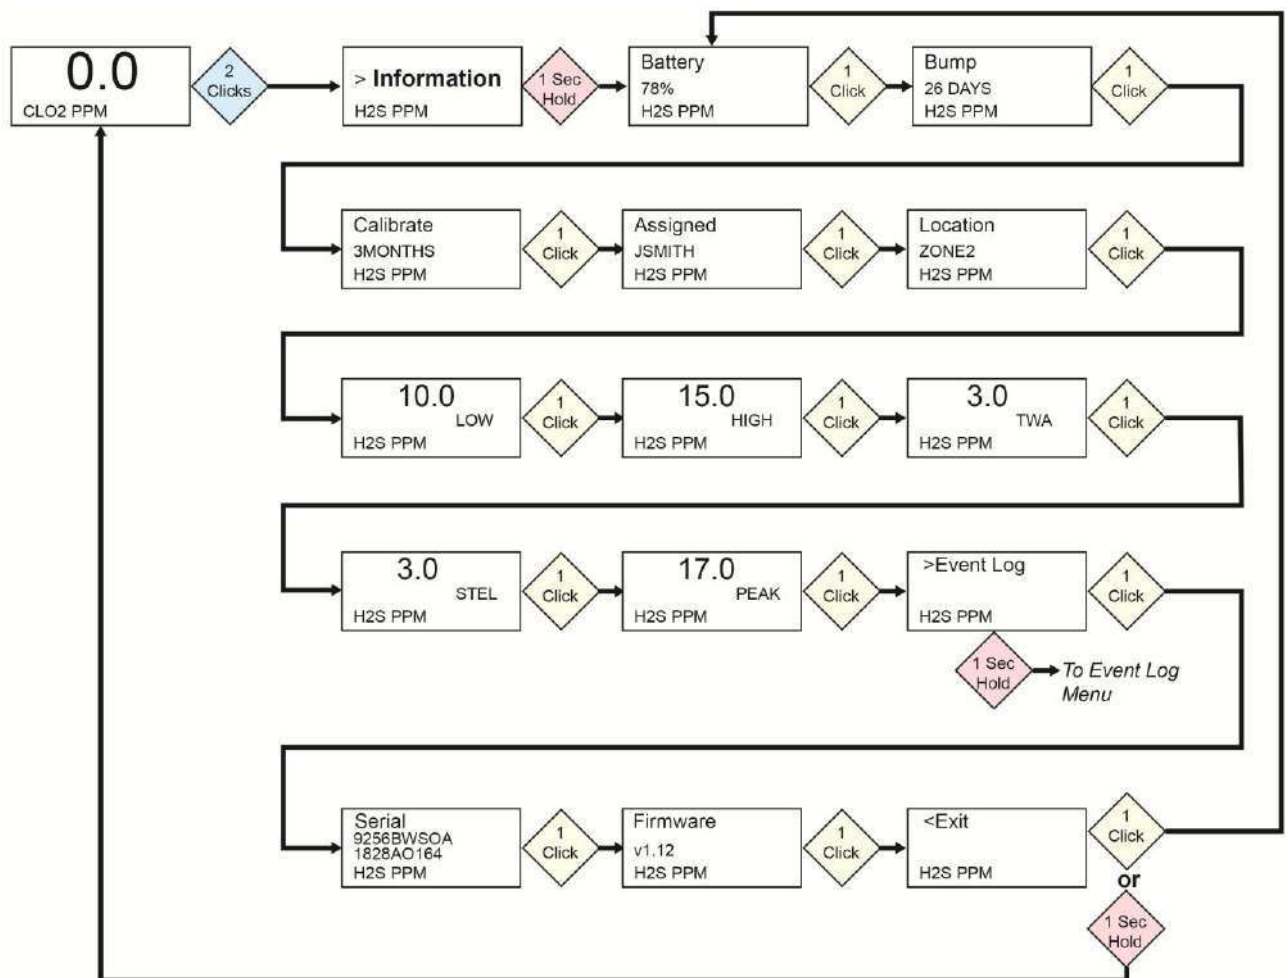 0.0
CLO2 PPM
2
Clicks
> Information
H2S PPM
1 Sec
Hold
Battery
78%
H2S PPM
1
Click
Bump
26 DAYS
H2S PPM
1
Click
Calibrate
3MONTHS
H2S PPM
1
Click
Assigned
JSMITH
H2S PPM
1
Click
Location
ZONE2
H2S PPM
1
Click
10.0
LOW
H2S PPM
1
Click
15.0
HIGH
H2S PPM
1
Click
3.0
TWA
H2S PPM
1
Click
3.0
STEL
H2S PPM
1
Click
17.0
PEAK
H2S PPM
1
Click
>Event Log
H2S PPM
1
Click
1 Sec
Hold
To Event Log
Menu
Serial
9256BWSOA
1828AO164
H2S PPM
1
Click
Firmware
v1.12
H2S PPM
1
Click
<Exit
H2S PPM
1
Click
or
1 Sec
Hold